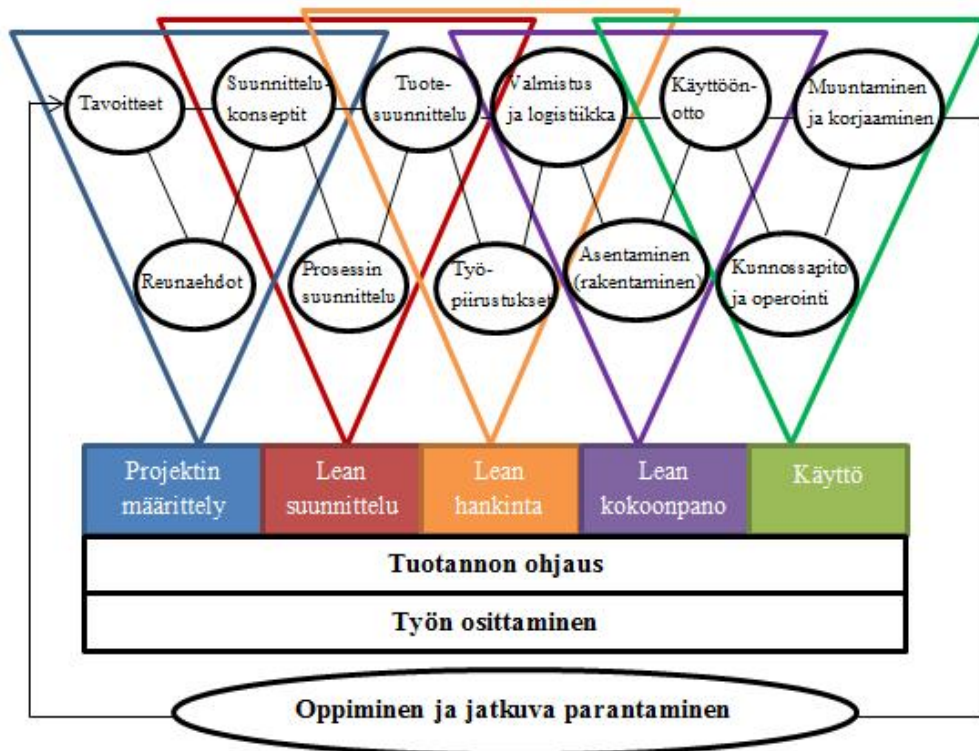 Tavoitteet
Suunnittelu-
konseptit
Tuote-
suunnittelu
Valmistus
ja logistiikka
Käyttöön-
otto
Muuntaminen
ja korjaaminen
Reunaehdot
Prosessin
suunnittelu
Työ-
piirustukset
Asentaminen
(rakentaminen)
Kunnossapito
ja operointi
Projektin
määrittely
Lean
suunnittelu
Lean
hankinta
Lean
kokoonpano
Käyttö
Tuotannon ohjaus
Työn osittaminen
Oppiminen ja jatkuva parantaminen